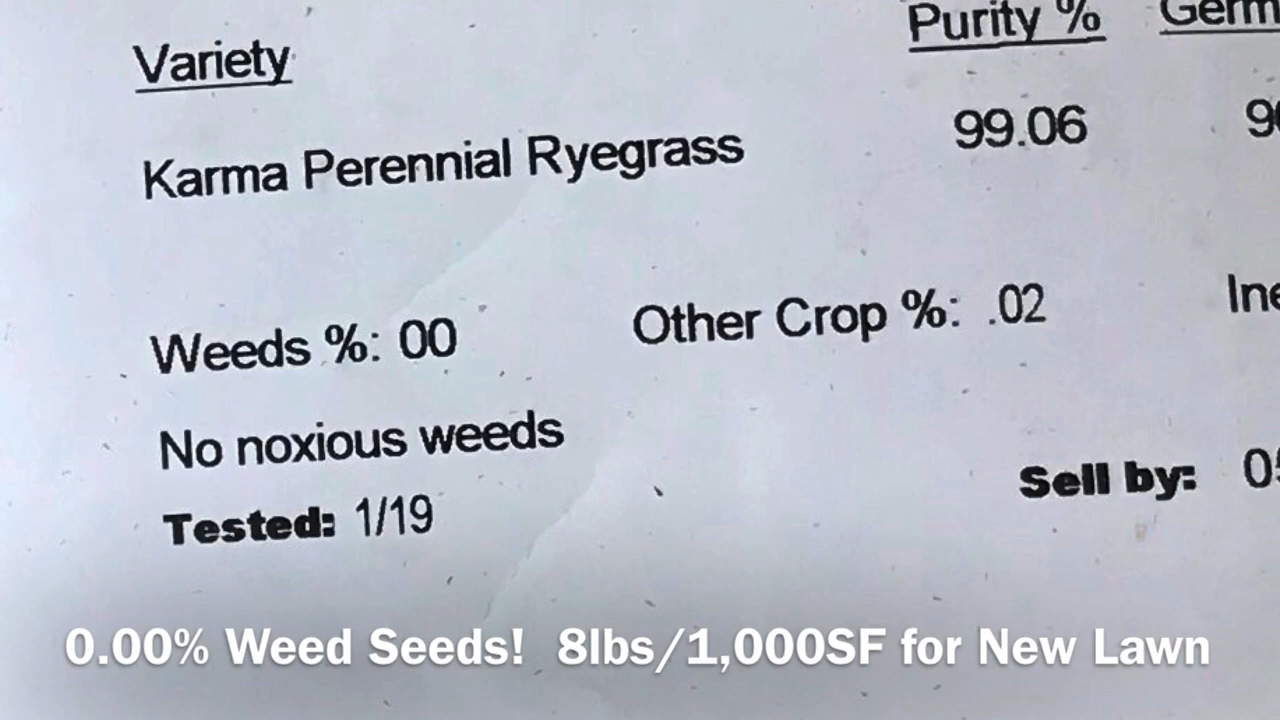 Variety Purity % Germ
Karma Perennial Ryegrass 99.06
Weeds %: 00 Other Crop %: .02
No noxious weeds
Sell by:
Tested: 1/19
0.00% Weed Seeds! 8lbs/1,000SF for New Lawn